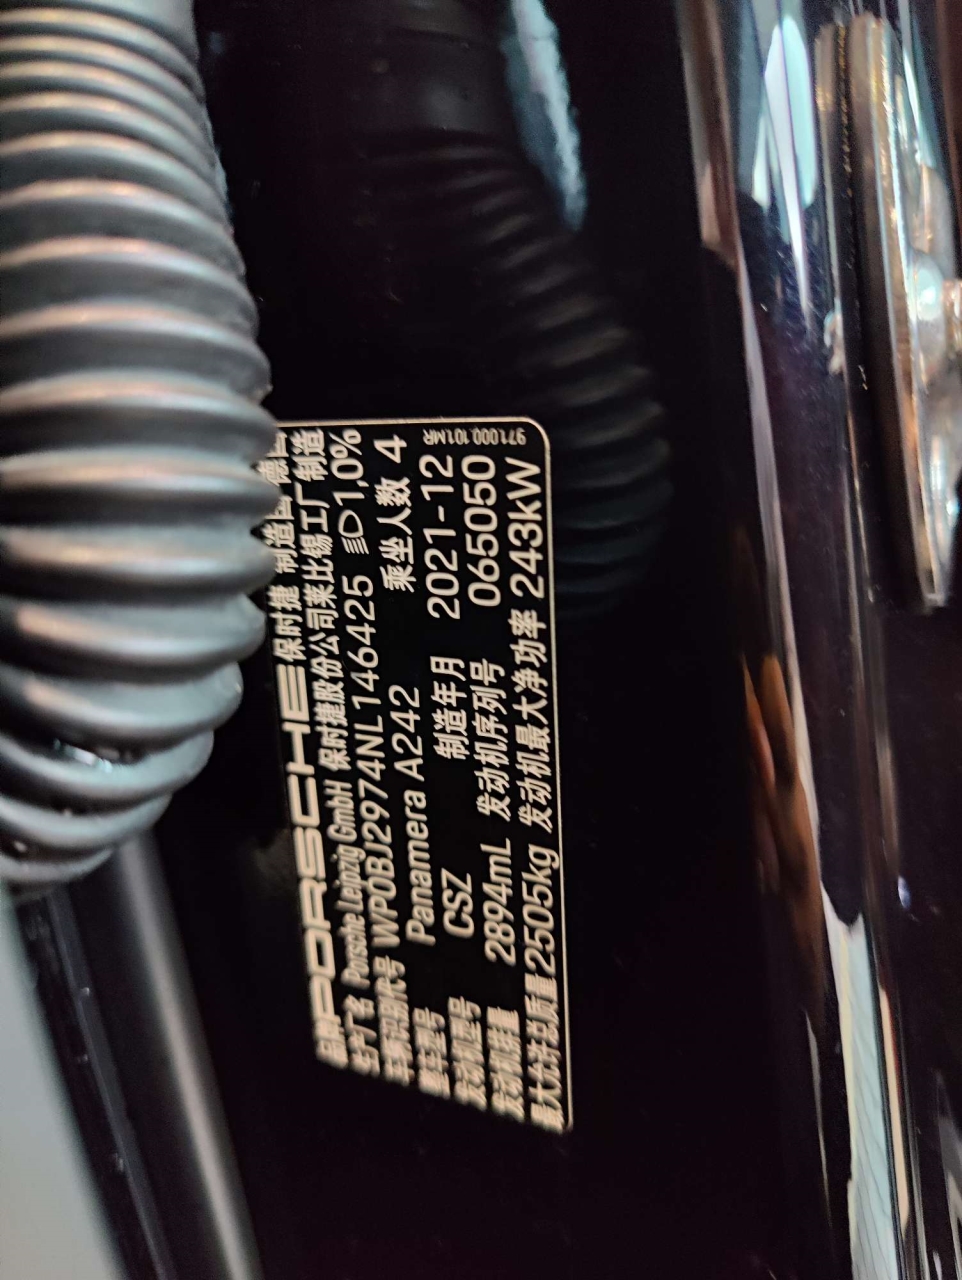 品牌 PORSCHE 保时捷 制造国 德国
生产厂名 Porsche Leipzig GmbH 保时捷股份公司莱比锡工厂制造
车辆识别代号 WP0BJ2974NL146425 1,0%
整车型号 Panamera A242 乘坐人数 4
发动机型号 CSZ 制造年月 2021-12
发动机排量 2894mL 发动机序列号 065050
最大允许总质量 2505kg 发动机最大净功率 243kW
971.000.101.MR